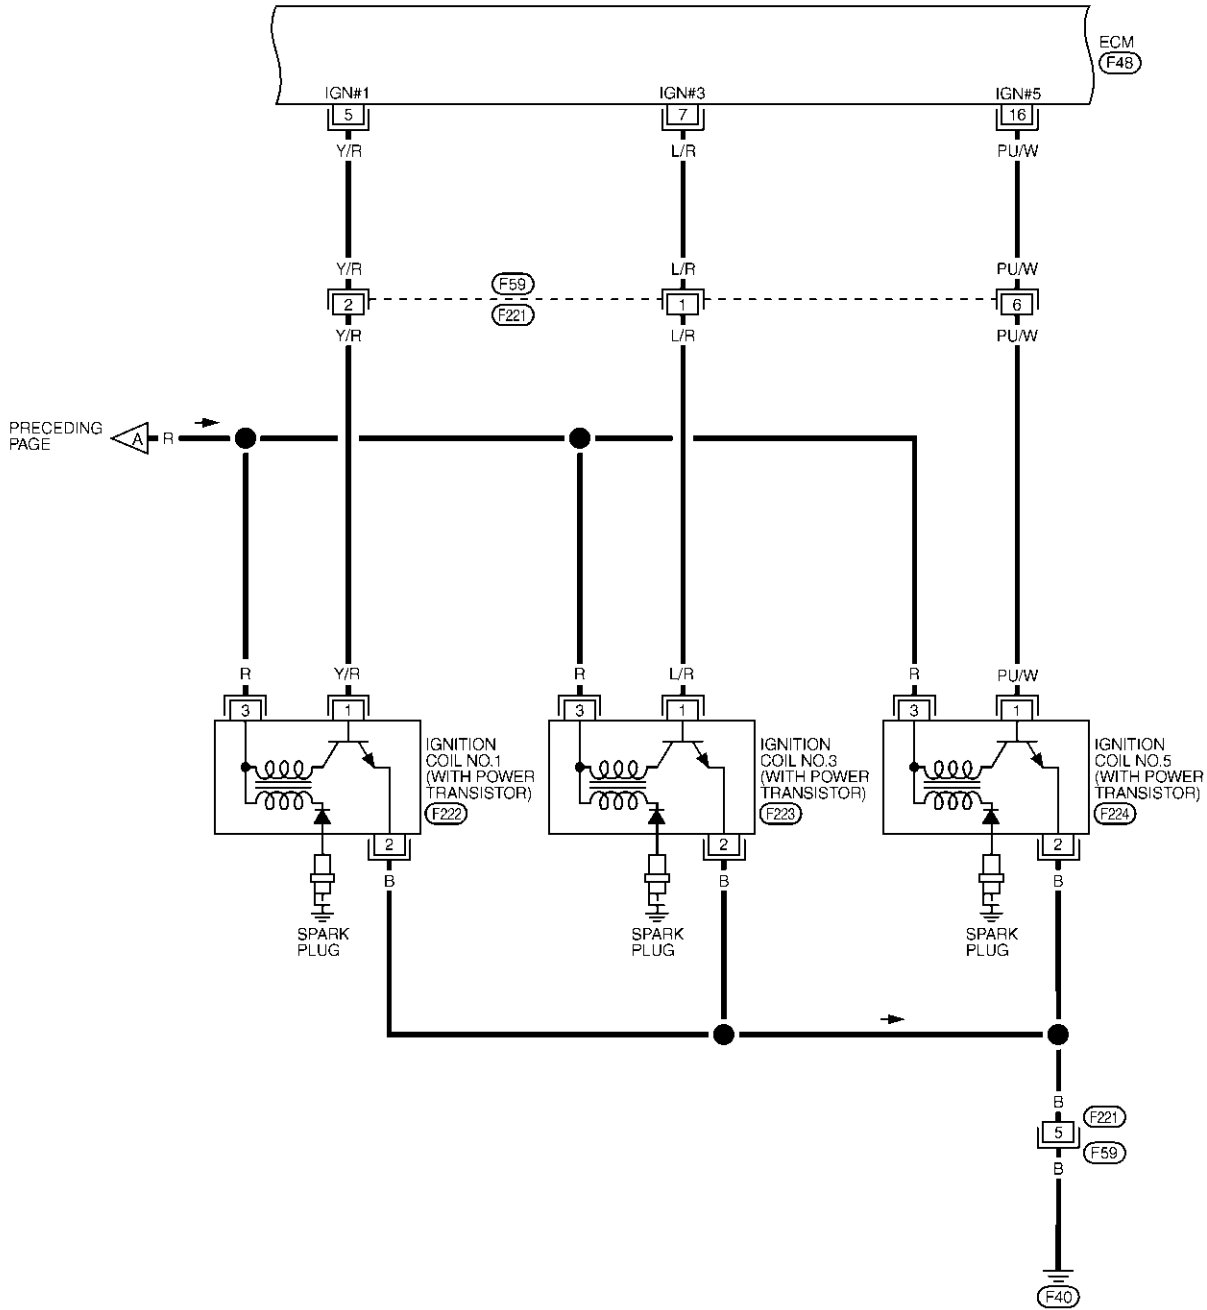 ECM
F48
IGN#1
IGN#3
IGN#5
5
7
16
Y/R
L/R
PU/W
Y/R
L/R
PU/W
F59
2
1
6
F221
Y/R
L/R
PU/W
PRECEDING
PAGE
A
R
R
Y/R
R
L/R
R
PU/W
3
1
3
1
3
1
IGNITION
COIL NO.1
(WITH POWER
TRANSISTOR)
F222
IGNITION
COIL NO.3
(WITH POWER
TRANSISTOR)
F223
IGNITION
COIL NO.5
(WITH POWER
TRANSISTOR)
F224
2
2
2
B
B
B
SPARK
PLUG
SPARK
PLUG
SPARK
PLUG
B
F221
5
F59
B
F40